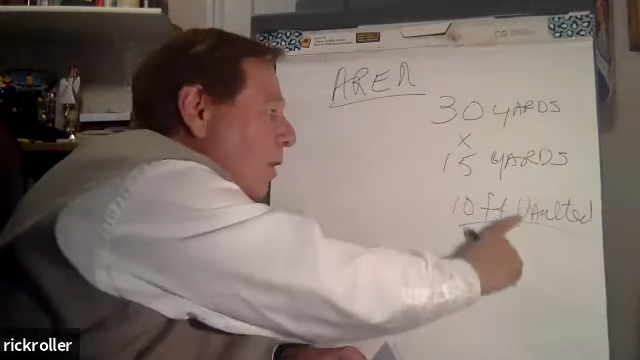 AREA
30 YARDS
x
15 YARDS
10 ft VAulted
rickroller